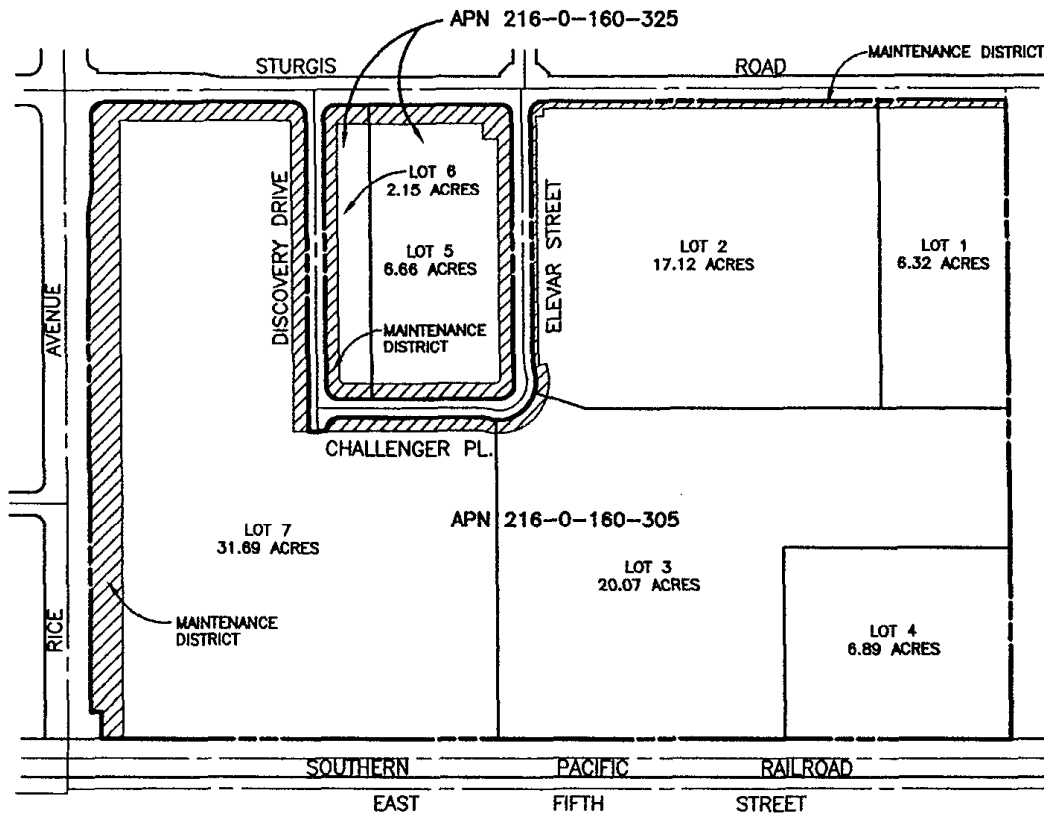 APN 216-0-160-325
STURGIS ROAD
MAINTENANCE DISTRICT
LOT 6
2.15 ACRES
DISCOVERY DRIVE
ELEVAR STREET
LOT 5
6.66 ACRES
LOT 2
17.12 ACRES
LOT 1
6.32 ACRES
AVENUE
MAINTENANCE
DISTRICT
CHALLENGER PL.
APN 216-0-160-305
LOT 7
31.69 ACRES
LOT 3
20.07 ACRES
RICE
MAINTENANCE
DISTRICT
LOT 4
6.89 ACRES
SOUTHERN PACIFIC RAILROAD
EAST FIFTH STREET